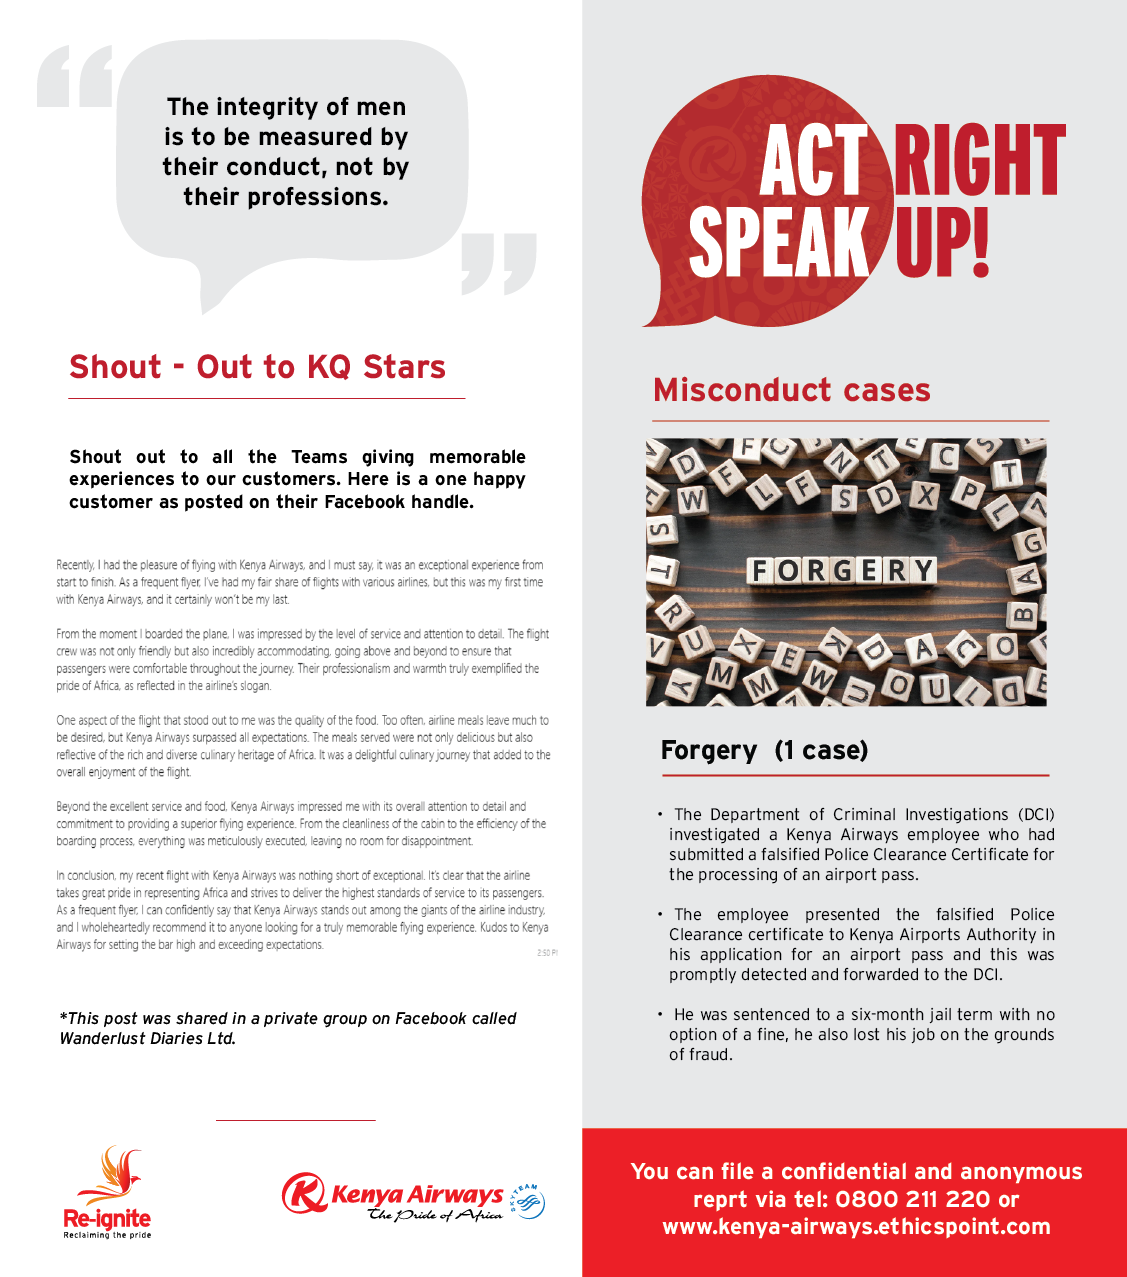 The integrity of men
is to be measured by
their conduct, not by
their professions.
Shout - Out to KQ Stars
Shout out to all the Teams giving memorable
experiences to our customers. Here is a one happy
customer as posted on their Facebook handle.
Recently, I had the pleasure of flying with Kenya Airways, and I must say, it was an exceptional experience from
start to finish. As a frequent flyer, I've had my fair share of flights with various airlines, but this was my first time
with Kenya Airways, and it certainly won't be my last.
From the moment I boarded the plane, I was impressed by the level of service and attention to detail. The flight
crew was not only friendly but also incredibly accommodating, going above and beyond to ensure that
passengers were comfortable throughout the journey. Their professionalism and warmth truly exemplified the
pride of Africa, as reflected in the airline's slogan.
One aspect of the flight that stood out to me was the quality of the food. Too often, airline meals leave much to
be desired, but Kenya Airways surpassed all expectations. The meals served were not only delicious but also
reflective of the rich and diverse culinary heritage of Africa. It was a delightful culinary journey that added to the
overall enjoyment of the flight.
Beyond the excellent service and food, Kenya Airways impressed me with its overall attention to detail and
commitment to providing a superior flying experience. From the cleanliness of the cabin to the efficiency of the
boarding process, everything was meticulously executed, leaving no room for disappointment.
In conclusion, my recent flight with Kenya Airways was nothing short of exceptional. It's clear that the airline
takes great pride in representing Africa and strives to deliver the highest standards of service to its passengers.
As a frequent flyer, I can confidently say that Kenya Airways stands out among the giants of the airline industry,
and I wholeheartedly recommend it to anyone looking for a truly memorable flying experience. Kudos to Kenya
Airways for setting the bar high and exceeding expectations.
2:50
*This post was shared in a private group on Facebook called
Wanderlust Diaries Ltd.
Re-ignite
Reclaiming the pride
Kenya Airways
The Pride of Africa
SKYTEAM
ACT RIGHT
SPEAK UP!
Misconduct cases
FORGERY
Forgery (1 case)
• The Department of Criminal Investigations (DCI)
investigated a Kenya Airways employee who had
submitted a falsified Police Clearance Certificate for
the processing of an airport pass.
• The employee presented the falsified Police
Clearance certificate to Kenya Airports Authority in
his application for an airport pass and this was
promptly detected and forwarded to the DCI.
• He was sentenced to a six-month jail term with no
option of a fine, he also lost his job on the grounds
of fraud.
You can file a confidential and anonymous
reprt via tel: 0800 211 220 or
www.kenya-airways.ethicspoint.com